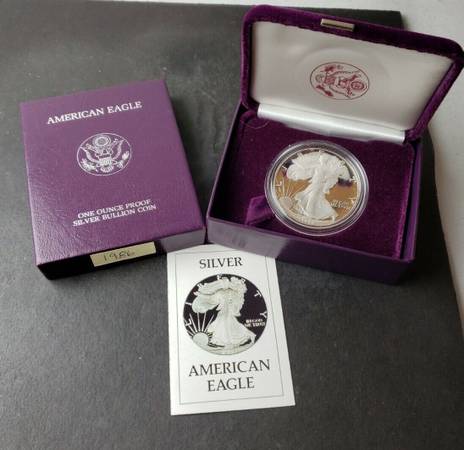 AMERICAN EAGLE
ONE OUNCE PROOF
SILVER BULLION COIN
1986
SILVER
AMERICAN
EAGLE